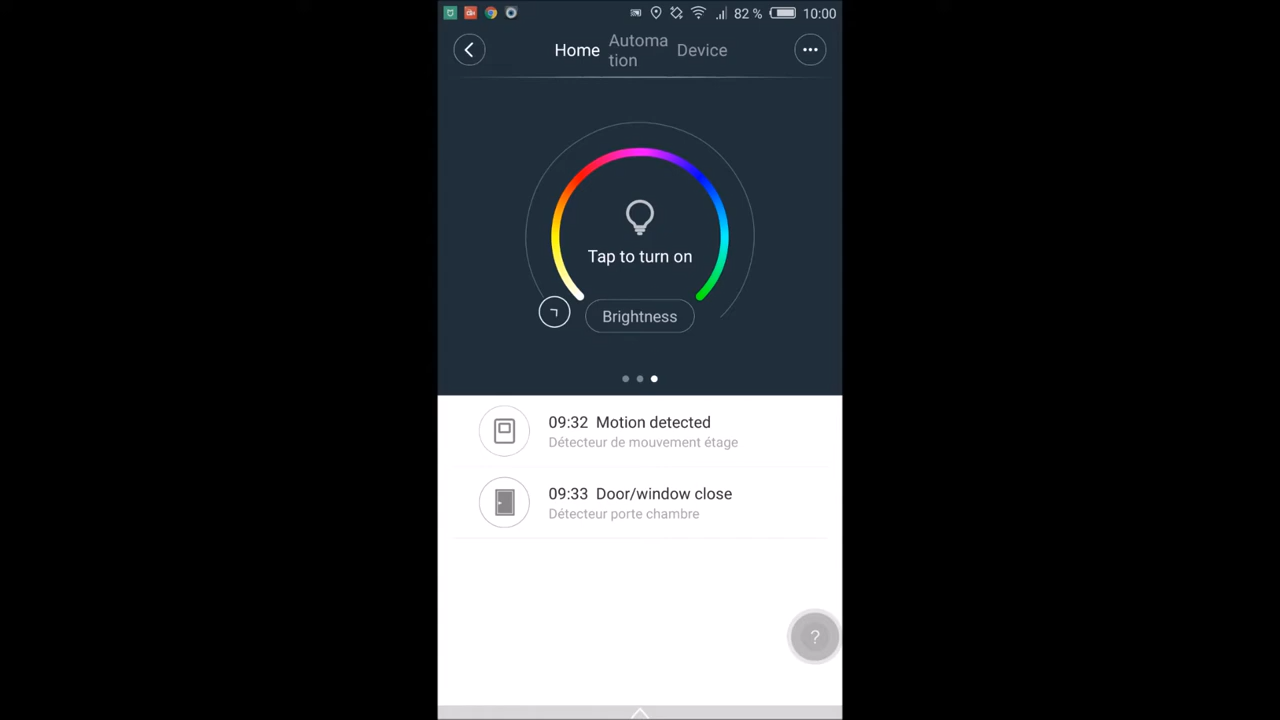 82 % 10:00
Home Automa
tion Device
Tap to turn on
Brightness
09:32 Motion detected
Détecteur de mouvement étage
09:33 Door/window close
Détecteur porte chambre
?